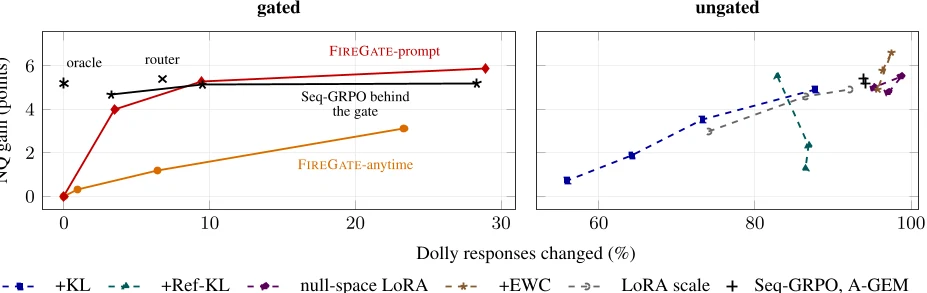 gated
ungated
NQ gain (points)
6
4
2
0
oracle
router
FIREGATE-prompt
Seq-GRPO behind
the gate
FIREGATE-anytime
0
10
20
30
60
80
100
Dolly responses changed (%)
+KL
+Ref-KL
null-space LoRA
+EWC
LoRA scale
Seq-GRPO, A-GEM